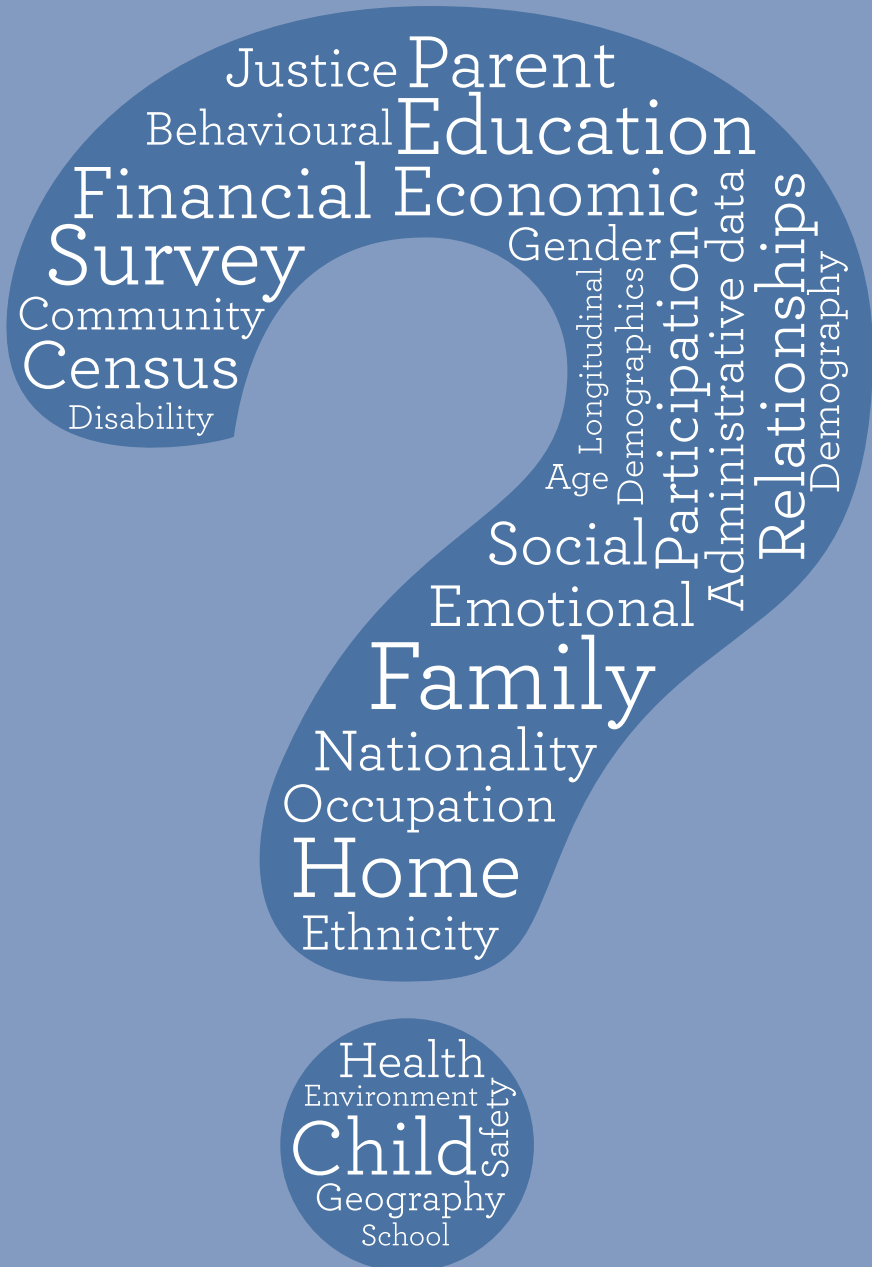 Justice Parent
Behavioural Education
Financial Economic
Survey
Gender
Community
Census
Disability
Longitudinal
Demographics
Participation
Administrative data
Relationships
Demography
Age
Social
Emotional
Family
Nationality
Occupation
Home
Ethnicity
Health
Environment
Child
Safety
Geography
School